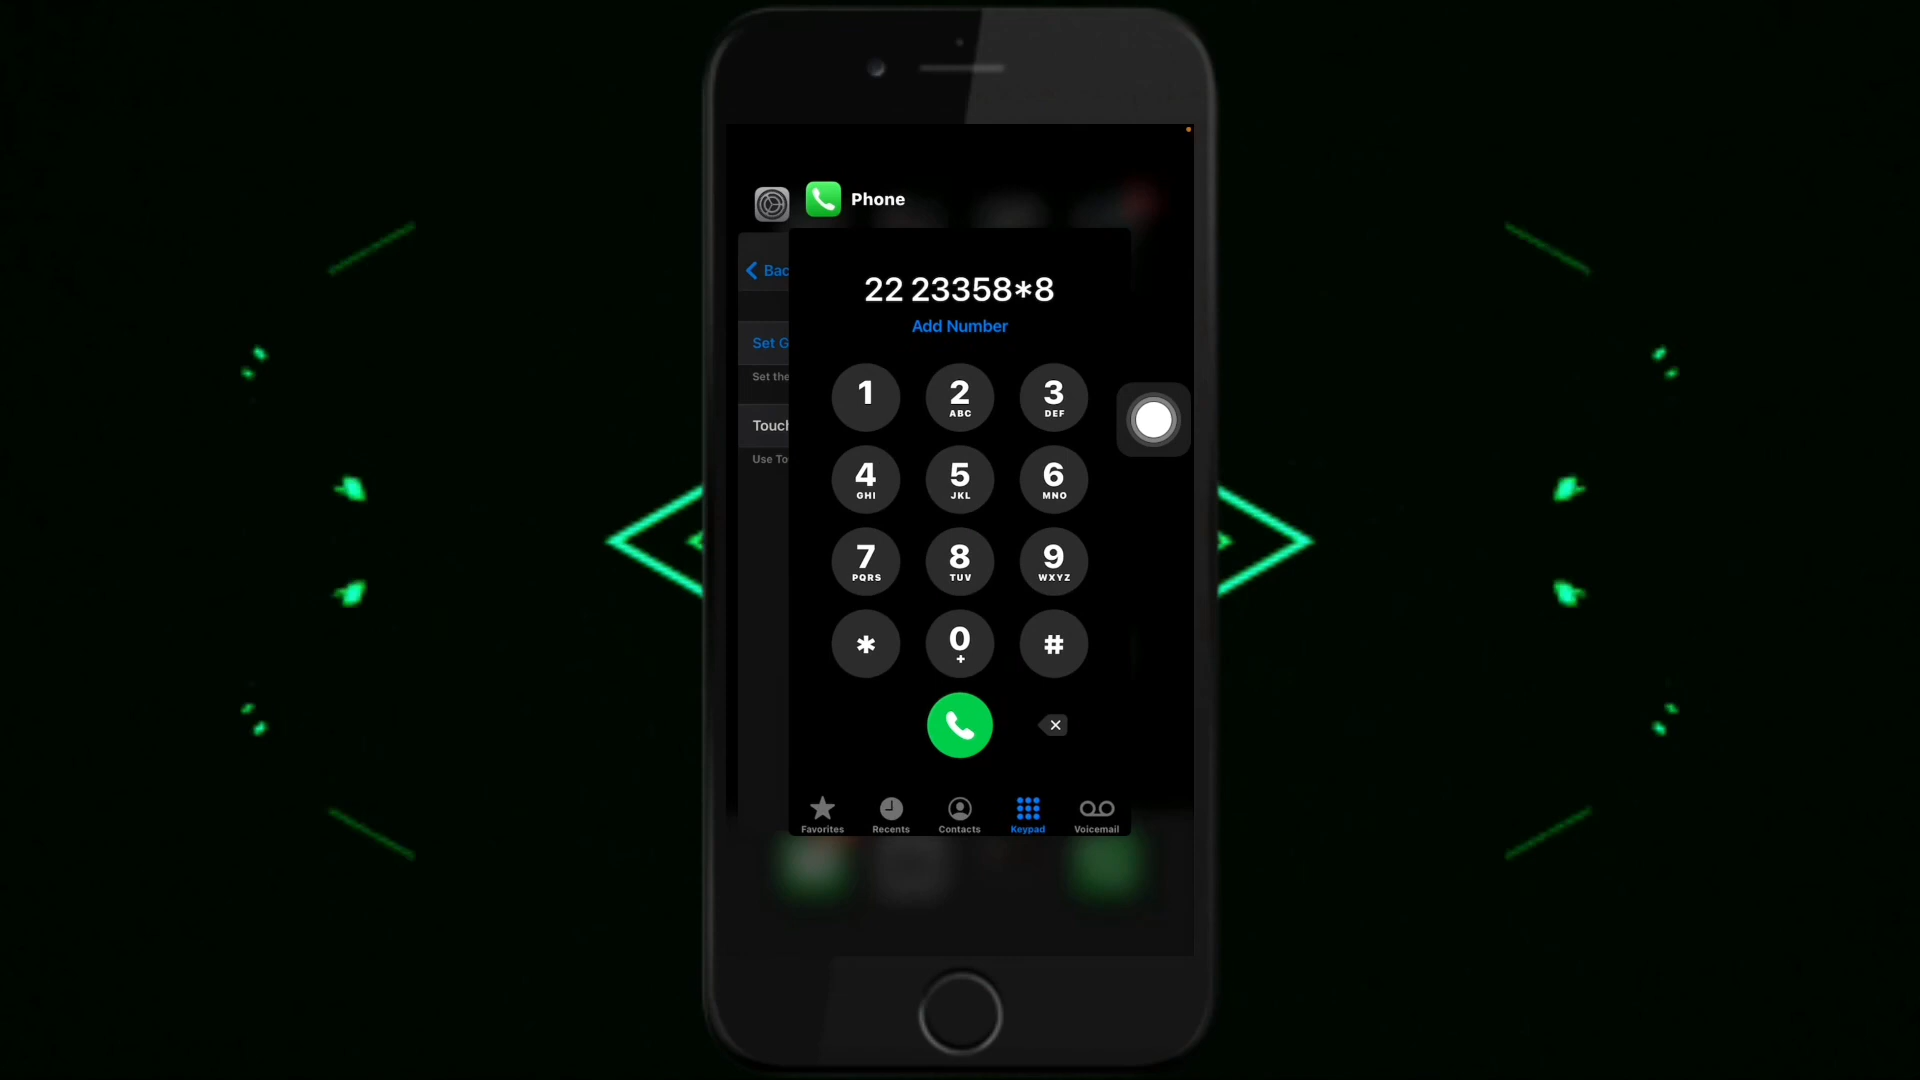 Phone
Bac
22 23358*8
Add Number
Set G
Set the
Touch
Use To
1
2
ABC
3
DEF
4
GHI
5
JKL
6
MNO
7
PQRS
8
TUV
9
WXYZ
*
0
+
#
Favorites
Recents
Contacts
Keypad
Voicemail